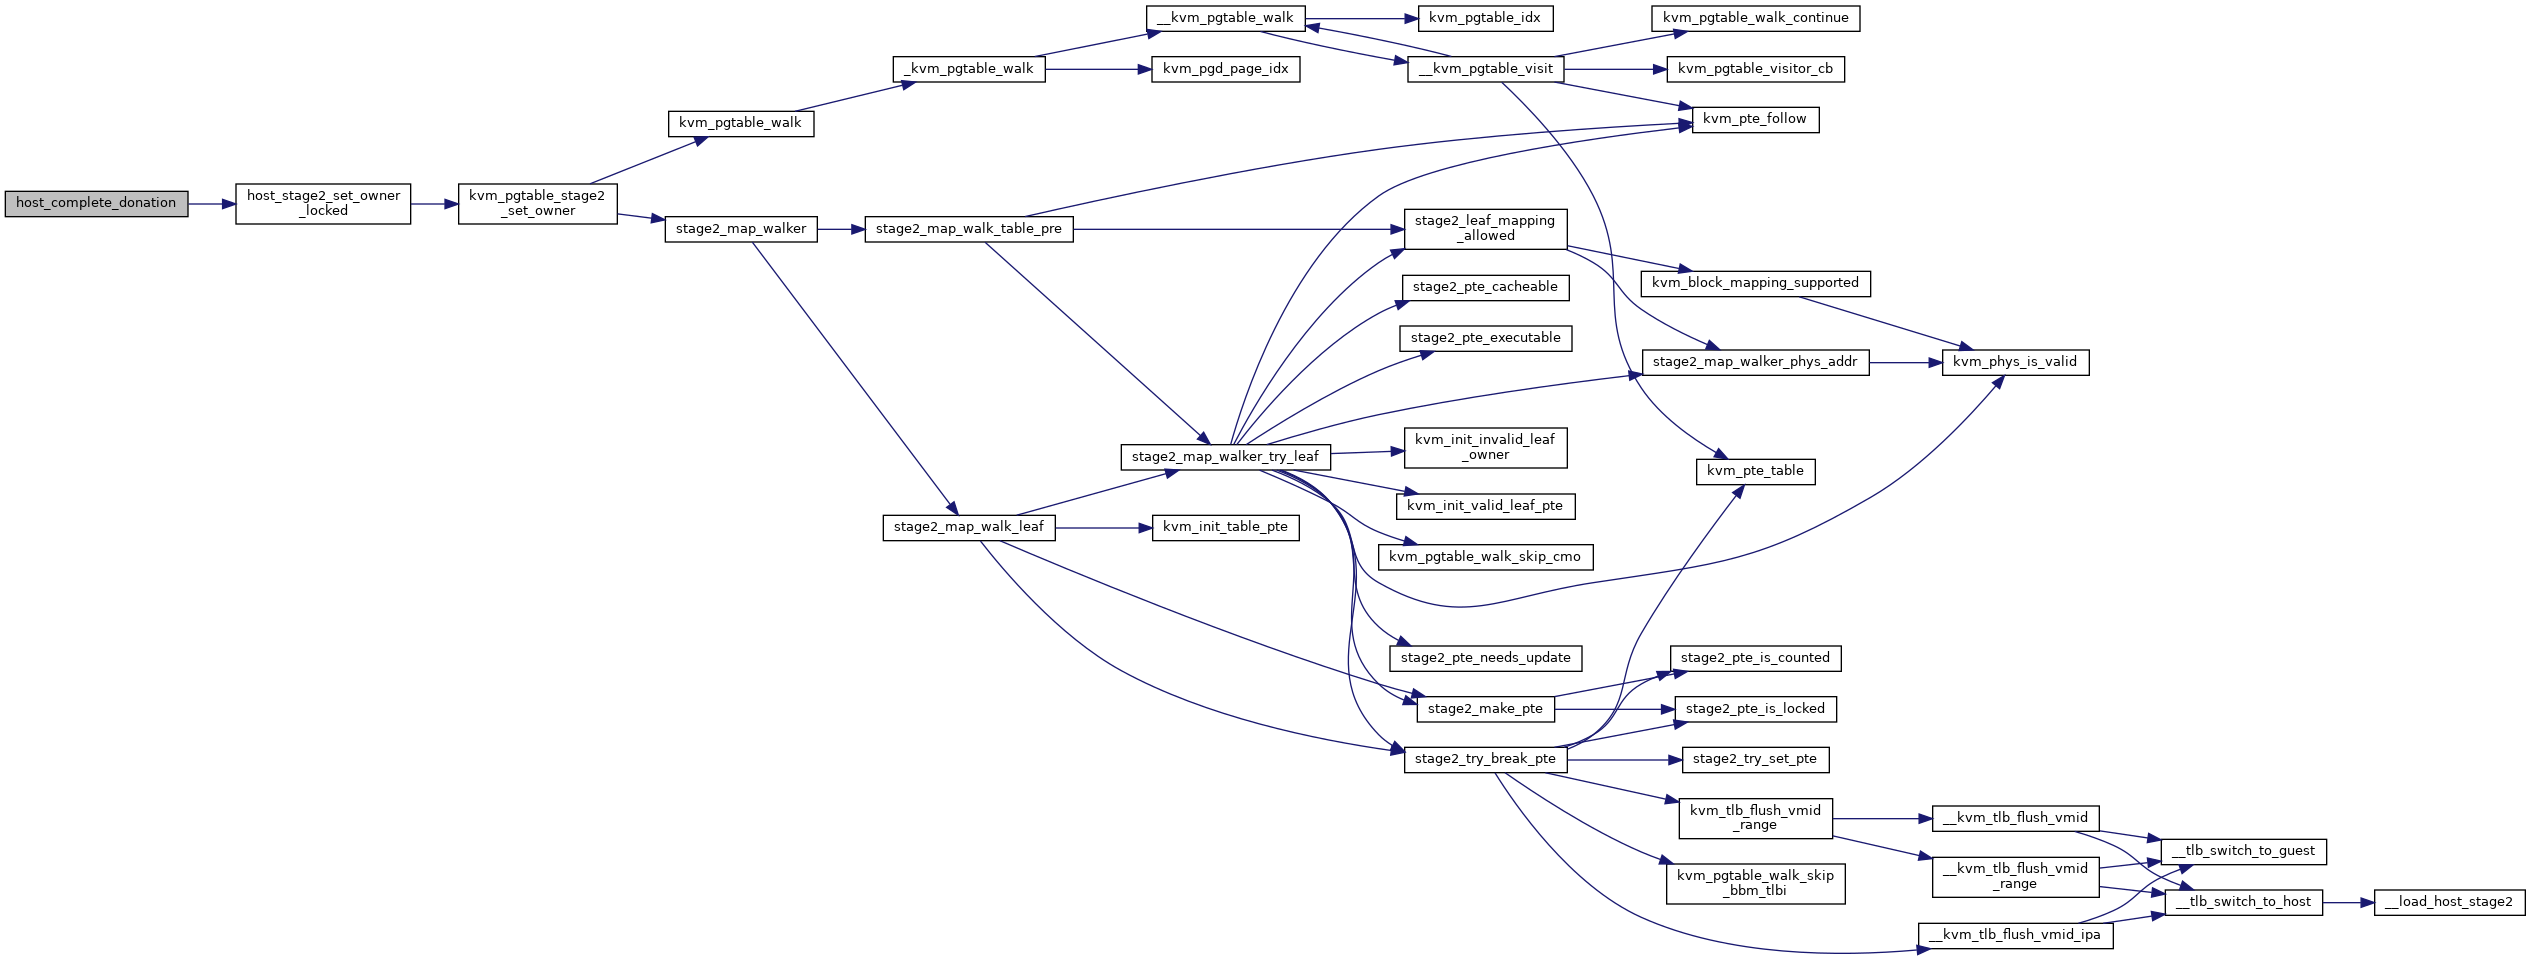 host_complete_donation
host_stage2_set_owner
_locked
kvm_pgtable_stage2
_set_owner
kvm_pgtable_walk
stage2_map_walker
_kvm_pgtable_walk
stage2_map_walk_table_pre
stage2_map_walk_leaf
__kvm_pgtable_walk
kvm_pgd_page_idx
stage2_map_walker_try_leaf
kvm_init_table_pte
kvm_pgtable_idx
__kvm_pgtable_visit
stage2_leaf_mapping
_allowed
stage2_pte_cacheable
stage2_pte_executable
kvm_init_invalid_leaf
_owner
kvm_init_valid_leaf_pte
kvm_pgtable_walk_skip_cmo
stage2_pte_needs_update
stage2_make_pte
stage2_try_break_pte
kvm_pgtable_walk_continue
kvm_pgtable_visitor_cb
kvm_pte_follow
kvm_block_mapping_supported
stage2_map_walker_phys_addr
kvm_pte_table
stage2_pte_is_counted
stage2_pte_is_locked
stage2_try_set_pte
kvm_tlb_flush_vmid
_range
kvm_pgtable_walk_skip
_bbm_tlbi
kvm_phys_is_valid
__kvm_tlb_flush_vmid
__kvm_tlb_flush_vmid
_range
__kvm_tlb_flush_vmid_ipa
__tlb_switch_to_guest
__tlb_switch_to_host
__load_host_stage2